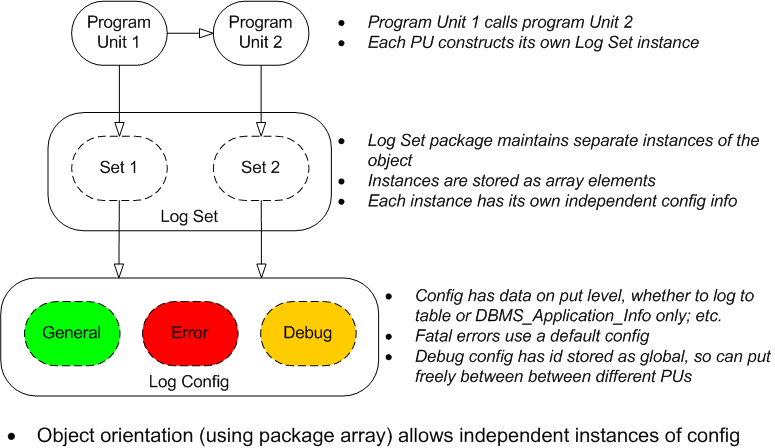 Program
Unit 1
Program
Unit 2
• Program Unit 1 calls program Unit 2
• Each PU constructs its own Log Set instance
Set 1
Set 2
Log Set
• Log Set package maintains separate instances of the
object
• Instances are stored as array elements
• Each instance has its own independent config info
General
Error
Debug
Log Config
• Config has data on put level, whether to log to
table or DBMS_Application_Info only; etc.
• Fatal errors use a default config
• Debug config has id stored as global, so can put
freely between between different PUs
• Object orientation (using package array) allows independent instances of config